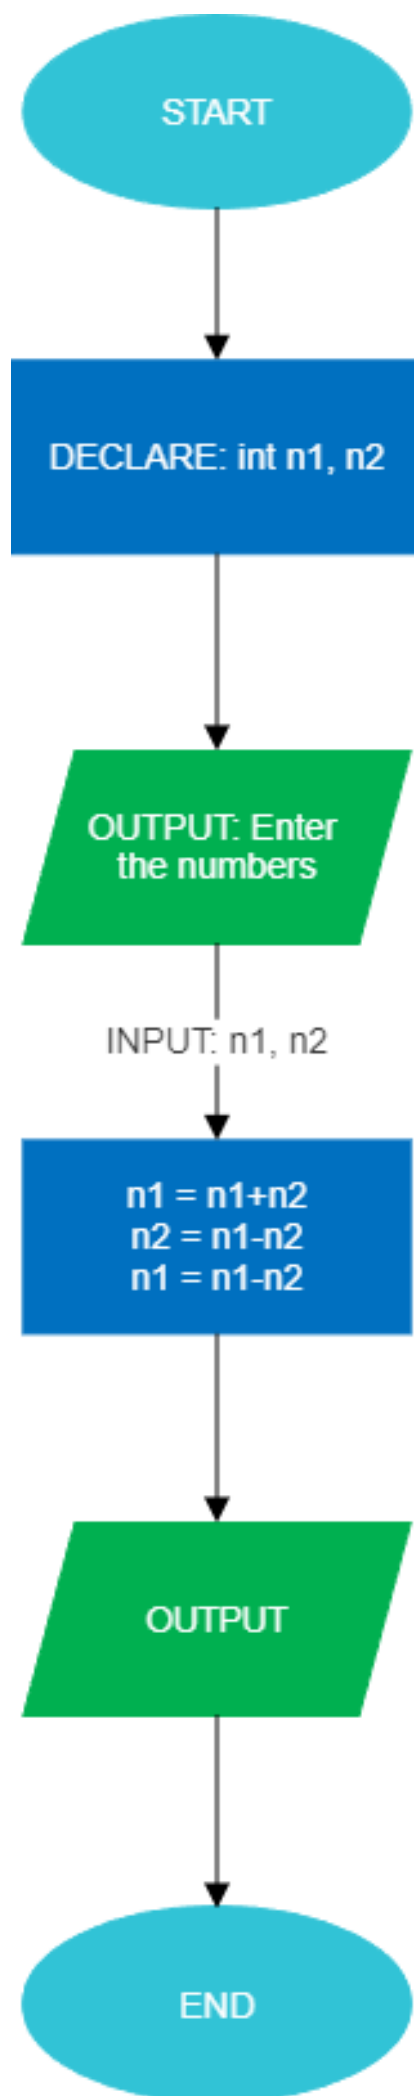 START
DECLARE: int n1, n2
OUTPUT: Enter
the numbers
INPUT: n1, n2
n1 = n1+n2
n2 = n1-n2
n1 = n1-n2
OUTPUT
END